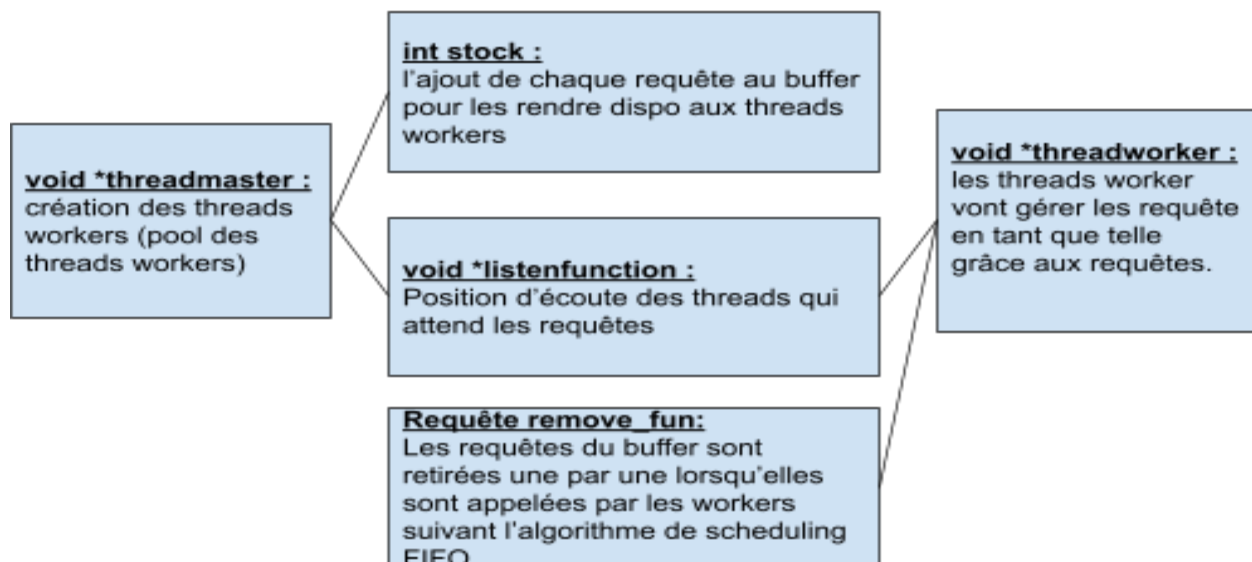 void *threadmaster :
création des threads
workers (pool des
threads workers)
int stock :
l'ajout de chaque requête au buffer
pour les rendre dispo aux threads
workers
void *listenfunction :
Position d'écoute des threads qui
attend les requêtes
Requête remove_fun:
Les requêtes du buffer sont
retirées une par une lorsqu'elles
sont appelées par les workers
suivant l'algorithme de scheduling
FIFO
void *threadworker :
les threads worker
vont gérer les requête
en tant que telle
grâce aux requêtes.